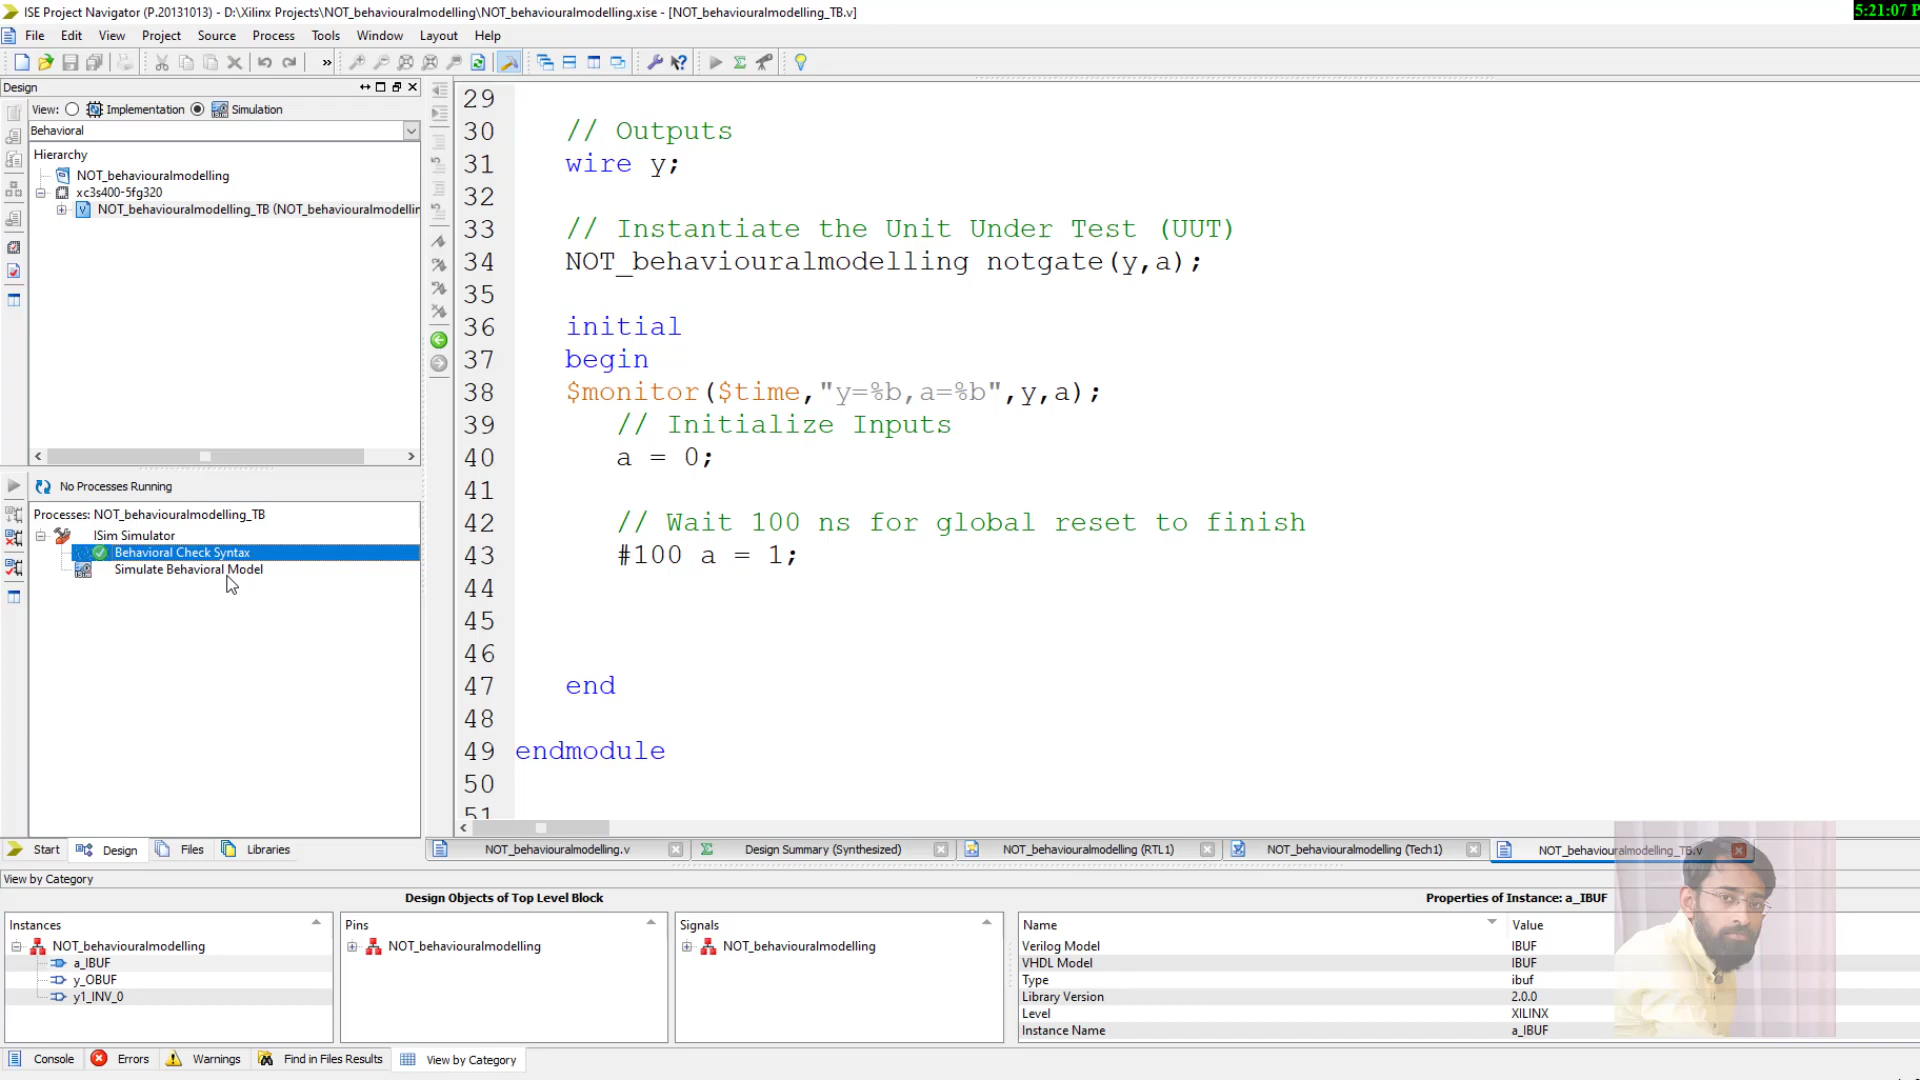 ISE Project Navigator (P.20131013) - D:\Xilinx Projects\NOT_behaviouralmodelling\NOT_behaviouralmodelling.xise - [NOT_behaviouralmodelling_TB.v]
5:21:07 P
File Edit View Project Source Process Tools Window Layout Help
Design
View: Implementation Simulation
Behavioral
Hierarchy
NOT_behaviouralmodelling
xc3s400-5fg320
NOT_behaviouralmodelling_TB (NOT_behaviouralmodellin
No Processes Running
Processes: NOT_behaviouralmodelling_TB
ISim Simulator
Behavioral Check Syntax
Simulate Behavioral Model
29
30 // Outputs
31 wire y;
32
33 // Instantiate the Unit Under Test (UUT)
34 NOT_behaviouralmodelling notgate(y,a);
35
36 initial
37 begin
38 $monitor($time,"y=%b,a=%b",y,a);
39 // Initialize Inputs
40 a = 0;
41
42 // Wait 100 ns for global reset to finish
43 #100 a = 1;
44
45
46
47 end
48
49 endmodule
50
51
Start Design Files Libraries
NOT_behaviouralmodelling.v Design Summary (Synthesized) NOT_behaviouralmodelling (RTL1) NOT_behaviouralmodelling (Tech1) NOT_behaviouralmodelling_TB.v
View by Category
Design Objects of Top Level Block
Properties of Instance: a_IBUF
Instances
NOT_behaviouralmodelling
a_IBUF
y_OBUF
y1_INV_0
Pins
NOT_behaviouralmodelling
Signals
NOT_behaviouralmodelling
Name Value
Verilog Model IBUF
VHDL Model IBUF
Type ibuf
Library Version 2.0.0
Level XILINX
Instance Name a_IBUF
Console Errors Warnings Find in Files Results View by Category